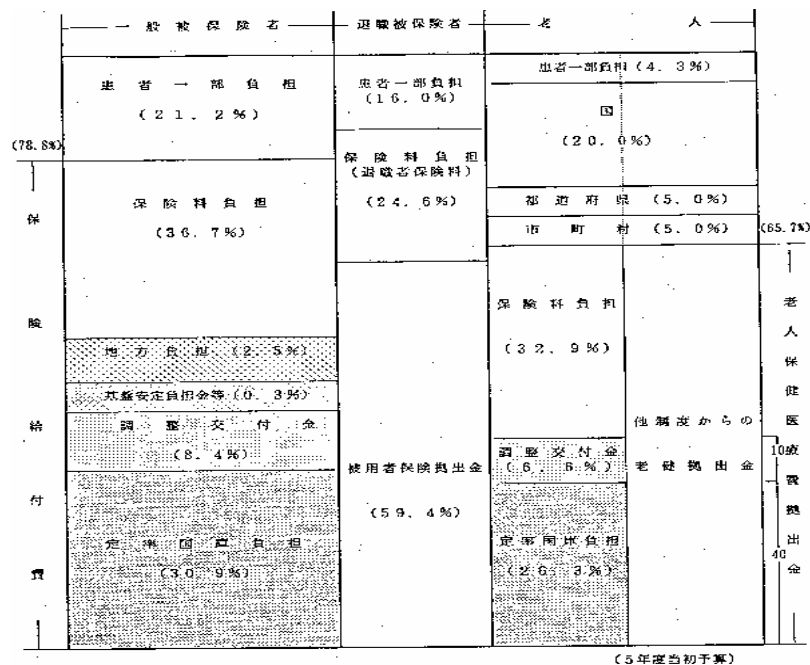 一般被保険者
退職被保険者
老人
患者一部負担
(21.2%)
(78.8%)
保険料負担
(36.7%)
地方負担 (2.5%)
基盤安定負担金等 (0.3%)
調整交付金
(8.4%)
定率国庫負担
(30.9%)
保険給付費
患者一部負担
(16.0%)
保険料負担
(退職者保険料)
(24.6%)
被用者保険拠出金
(59.4%)
患者一部負担 (4.3%)
国
(20.0%)
都道府県 (5.0%)
市町村 (5.0%)
(65.7%)
保険料負担
(32.9%)
調整交付金
(6.6%)
定率国庫負担
(26.3%)
他制度からの
老健拠出金
10
40
老人保健医療費拠出金
(5年度当初予算)